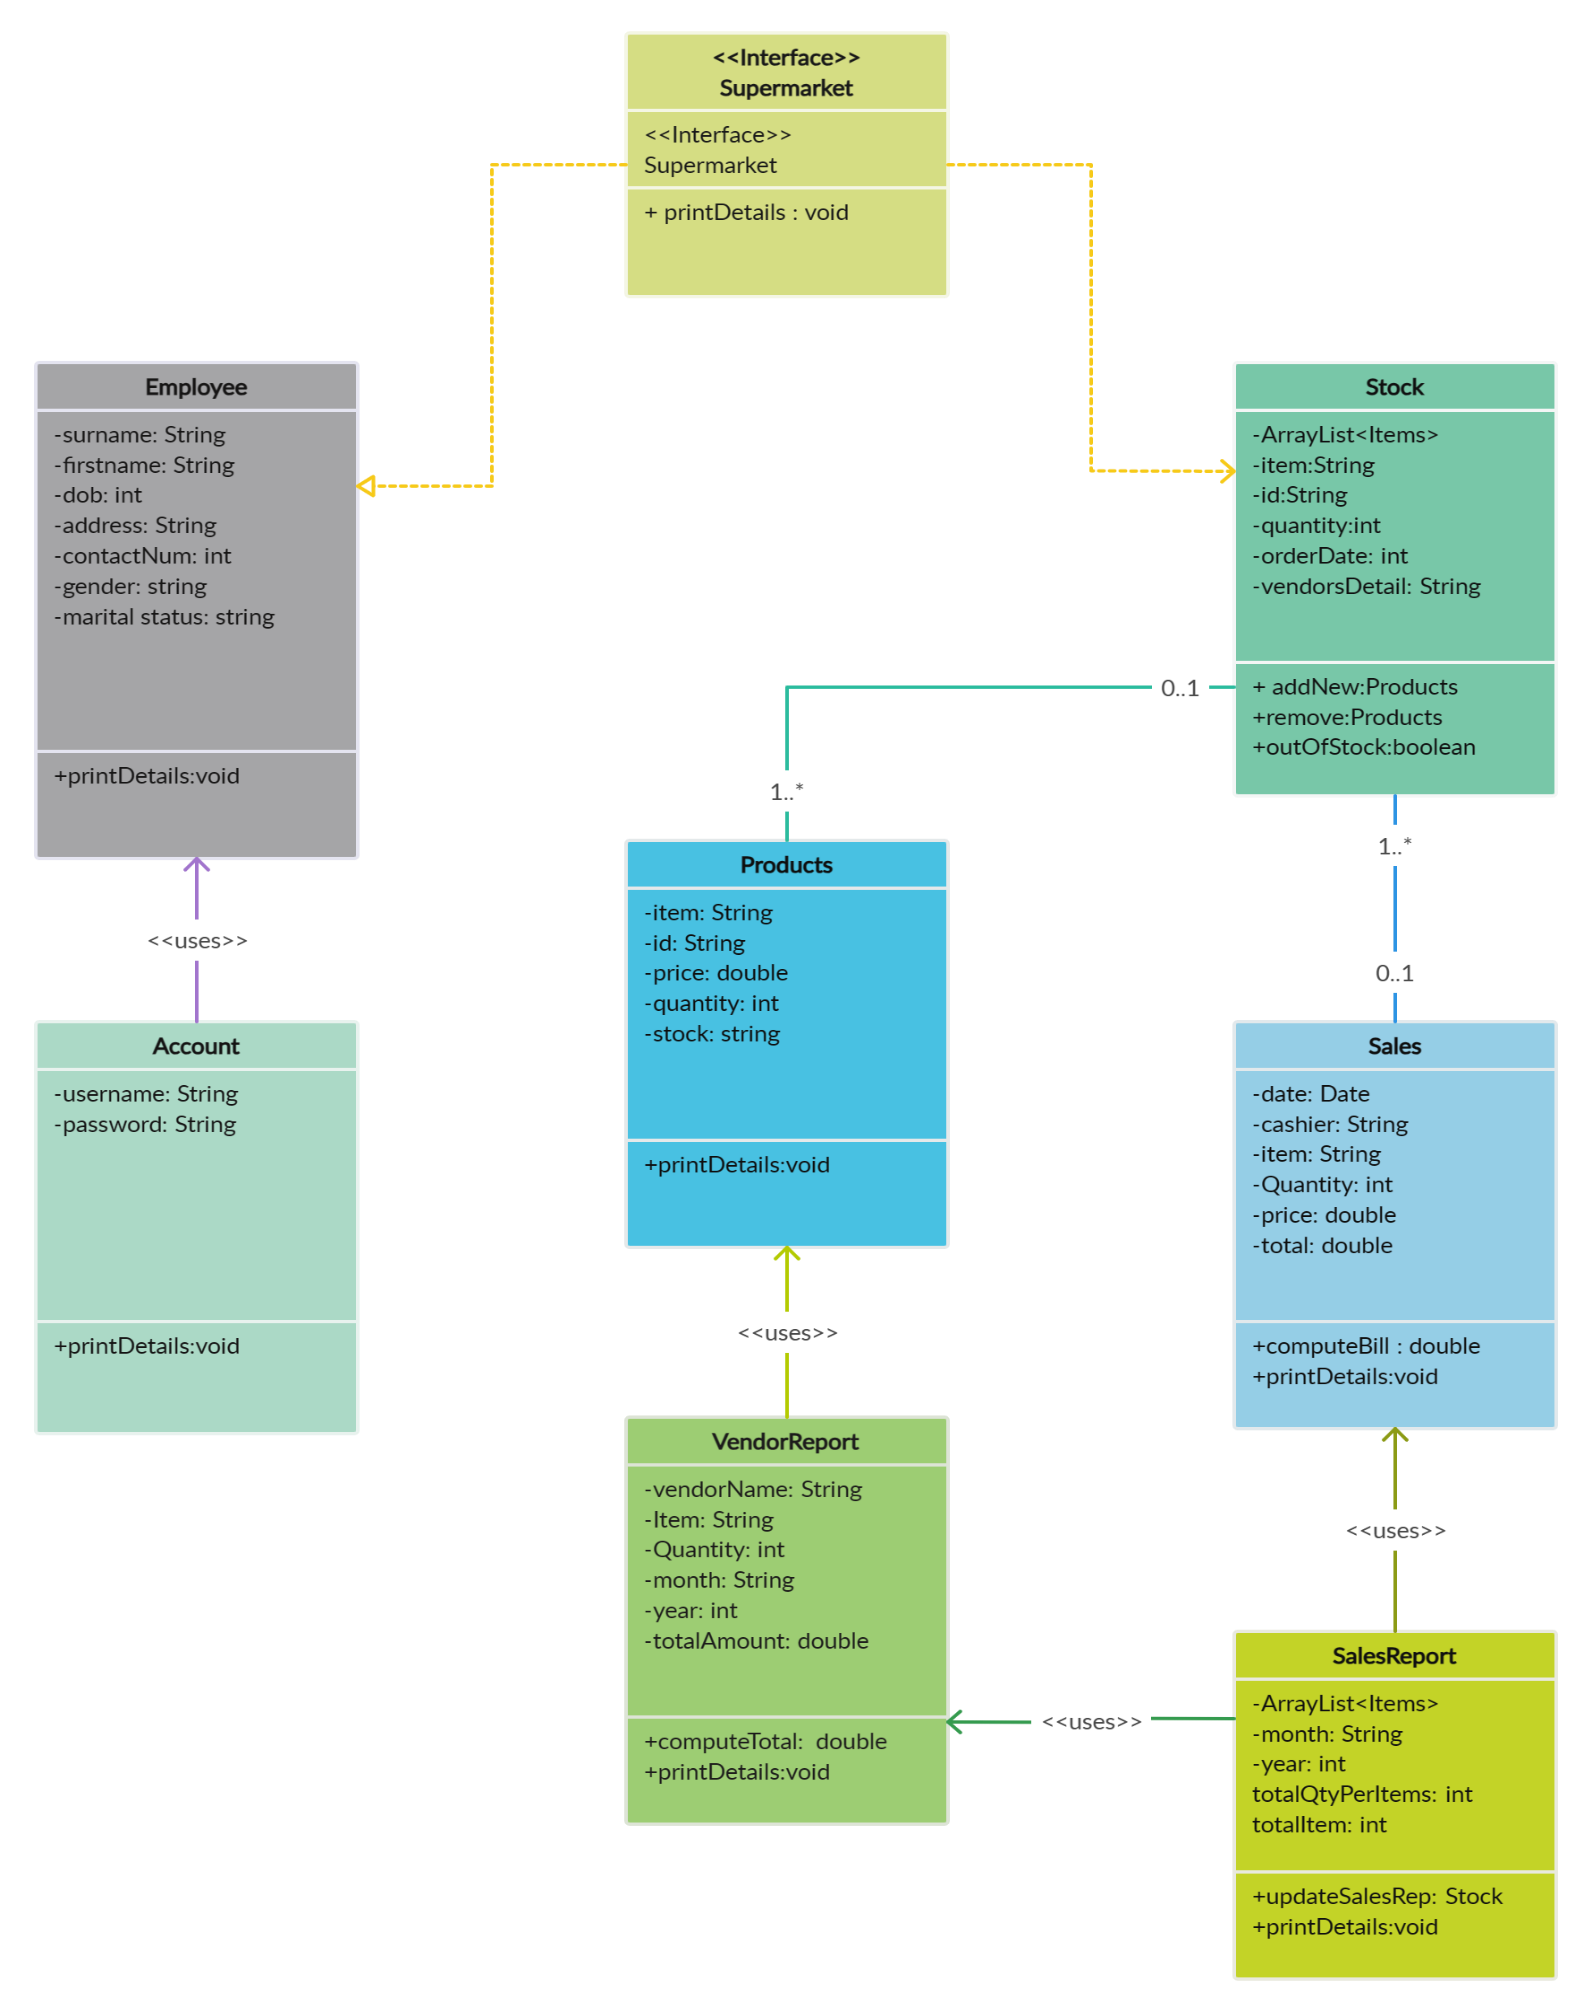 <<Interface>>
Supermarket
<<Interface>>
Supermarket
+ printDetails : void
Employee
-surname: String
-firstname: String
-dob: int
-address: String
-contactNum: int
-gender: string
-marital status: string
+printDetails:void
Stock
-ArrayList<Items>
-item:String
-id:String
-quantity:int
-orderDate: int
-vendorsDetail: String
+ addNew:Products
+remove:Products
+outOfStock:boolean
0..1
1..*
1..*
0..1
Products
-item: String
-id: String
-price: double
-quantity: int
-stock: string
+printDetails:void
<<uses>>
Account
-username: String
-password: String
+printDetails:void
Sales
-date: Date
-cashier: String
-item: String
-Quantity: int
-price: double
-total: double
+computeBill : double
+printDetails:void
<<uses>>
VendorReport
-vendorName: String
-Item: String
-Quantity: int
-month: String
-year: int
-totalAmount: double
+computeTotal:  double
+printDetails:void
<<uses>>
<<uses>>
SalesReport
-ArrayList<Items>
-month: String
-year: int
totalQtyPerItems: int
totalItem: int
+updateSalesRep: Stock
+printDetails:void